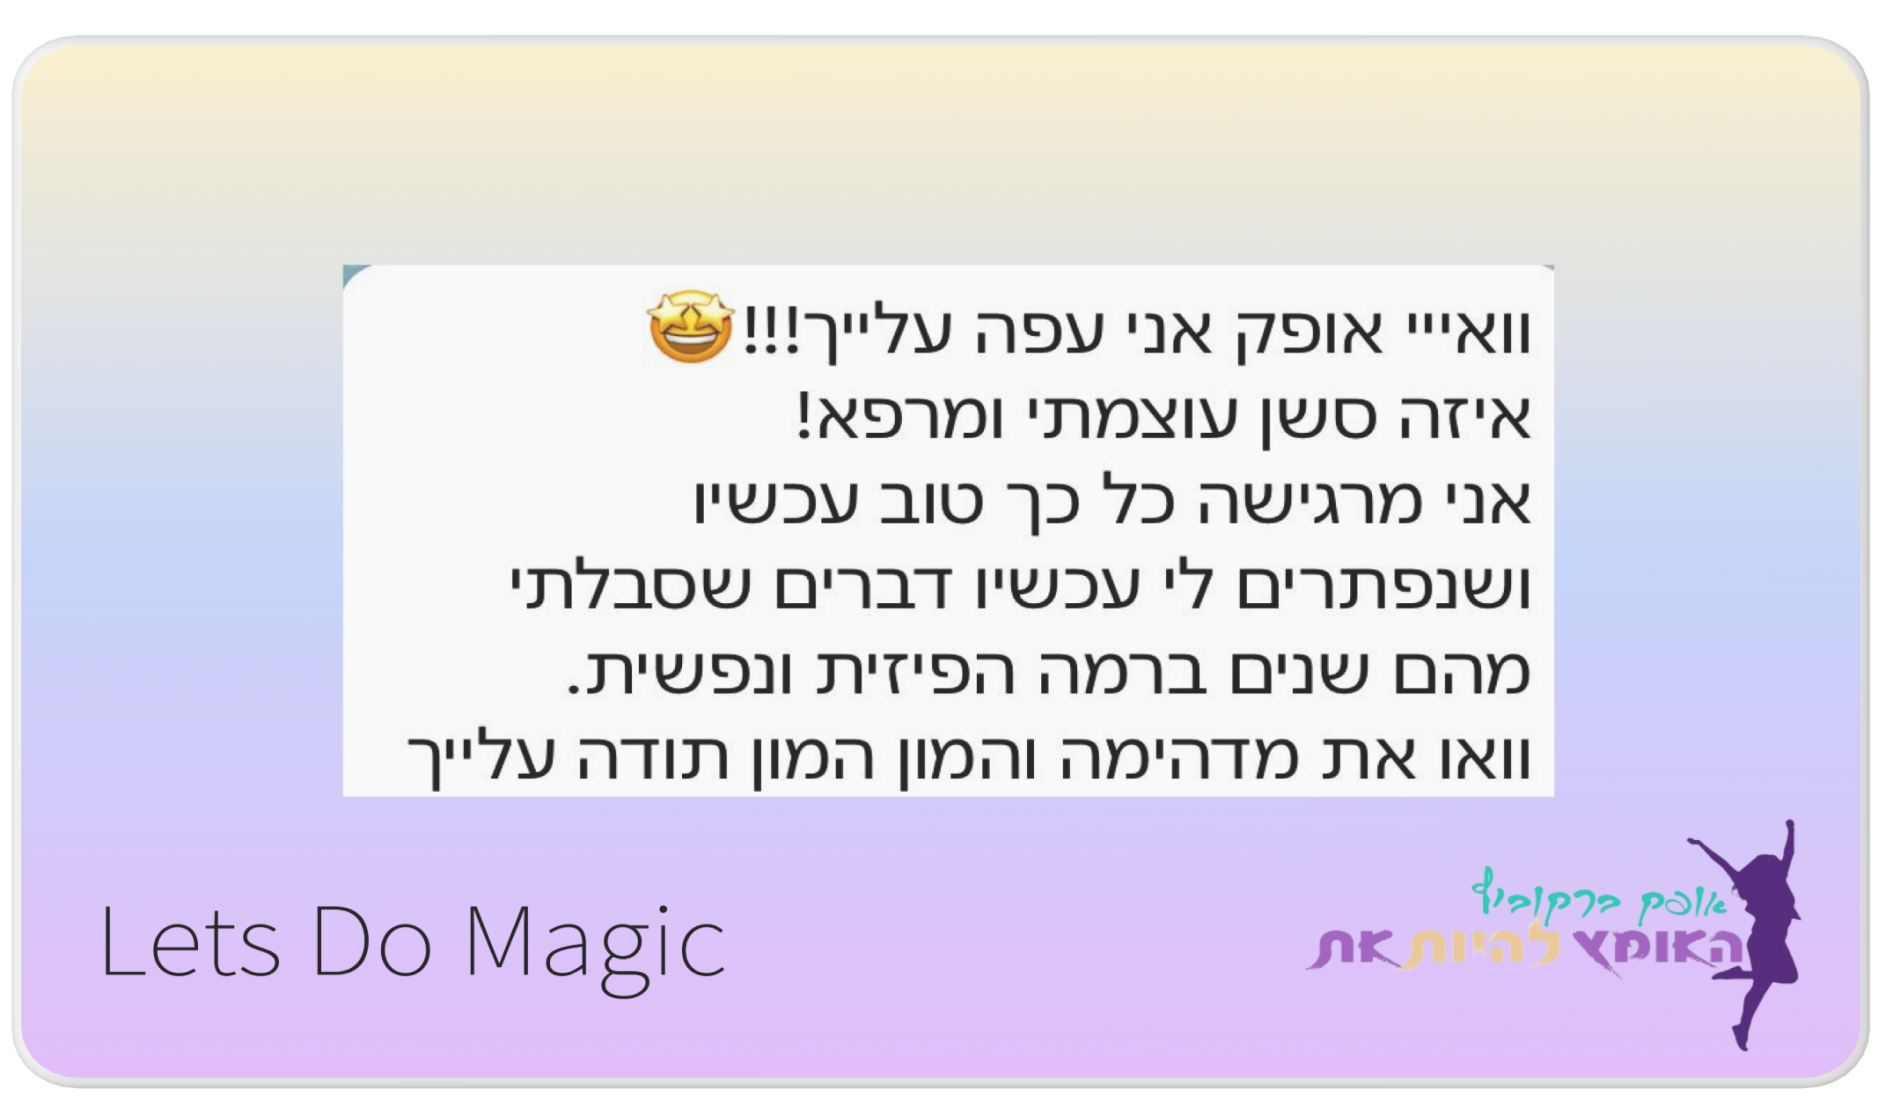 וואייי אופק אני עפה עלייך!!!🤩
איזה סשן עוצמתי ומרפא!
אני מרגישה כל כך טוב עכשיו
ושנפתרים לי עכשיו דברים שסבלתי
מהם שנים ברמה הפיזית ונפשית.
וואו את מדהימה והמון המון תודה עלייך
אופק ברקוביץ
האומץ להיות את
Lets Do Magic